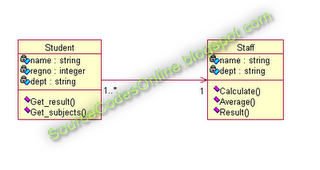 Student
name : string
regno : integer
dept : string
Get_result()
Get_subjects()
1..*
1
Staff
name : string
dept : string
Calculate()
Average()
Result()
SourceCodesOnline.blogspot.com